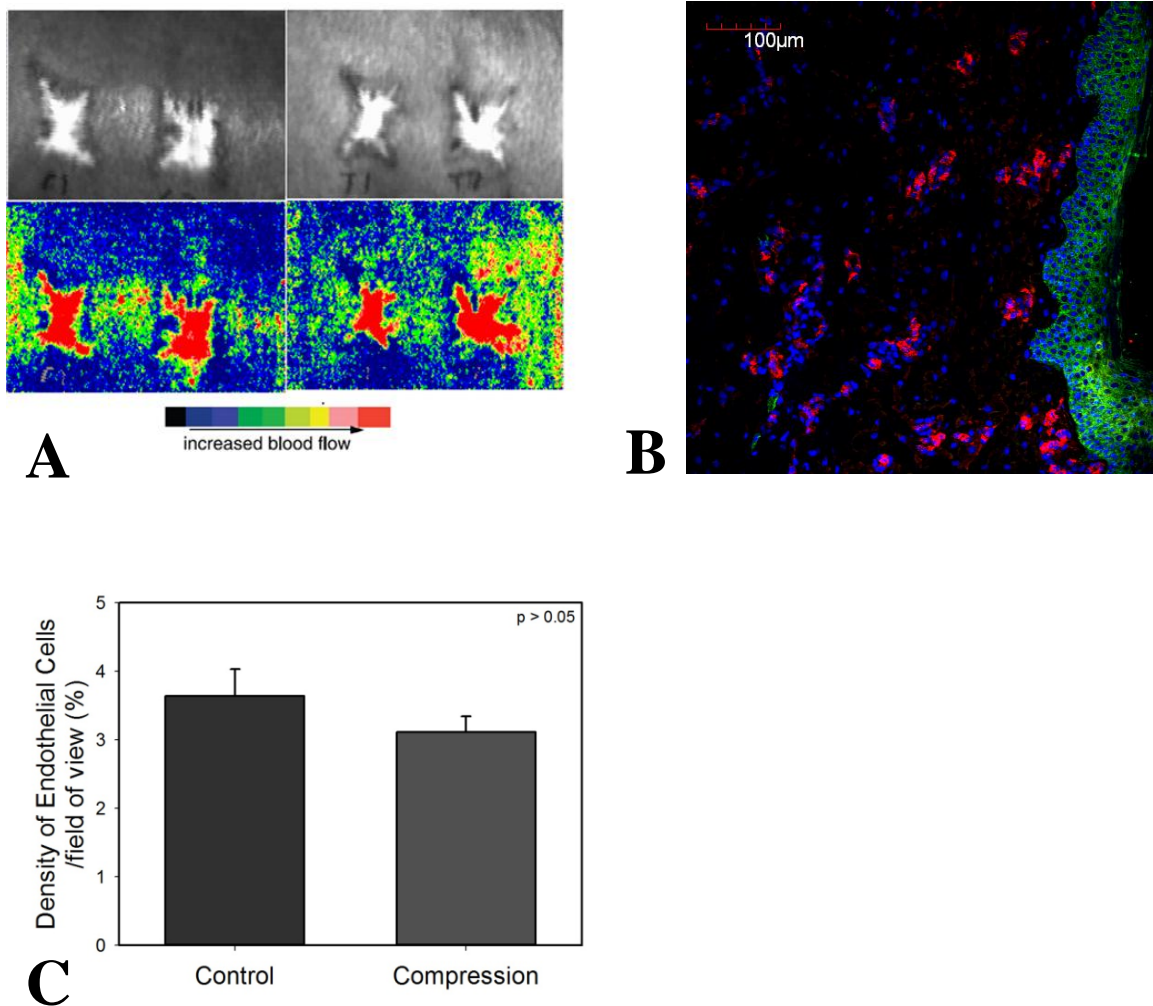 T1
increased blood flow
A
100µm
B
p > 0.05
5
4
3
2
1
0
Density of Endothelial Cells
/field of view (%)
Control
Compression
C